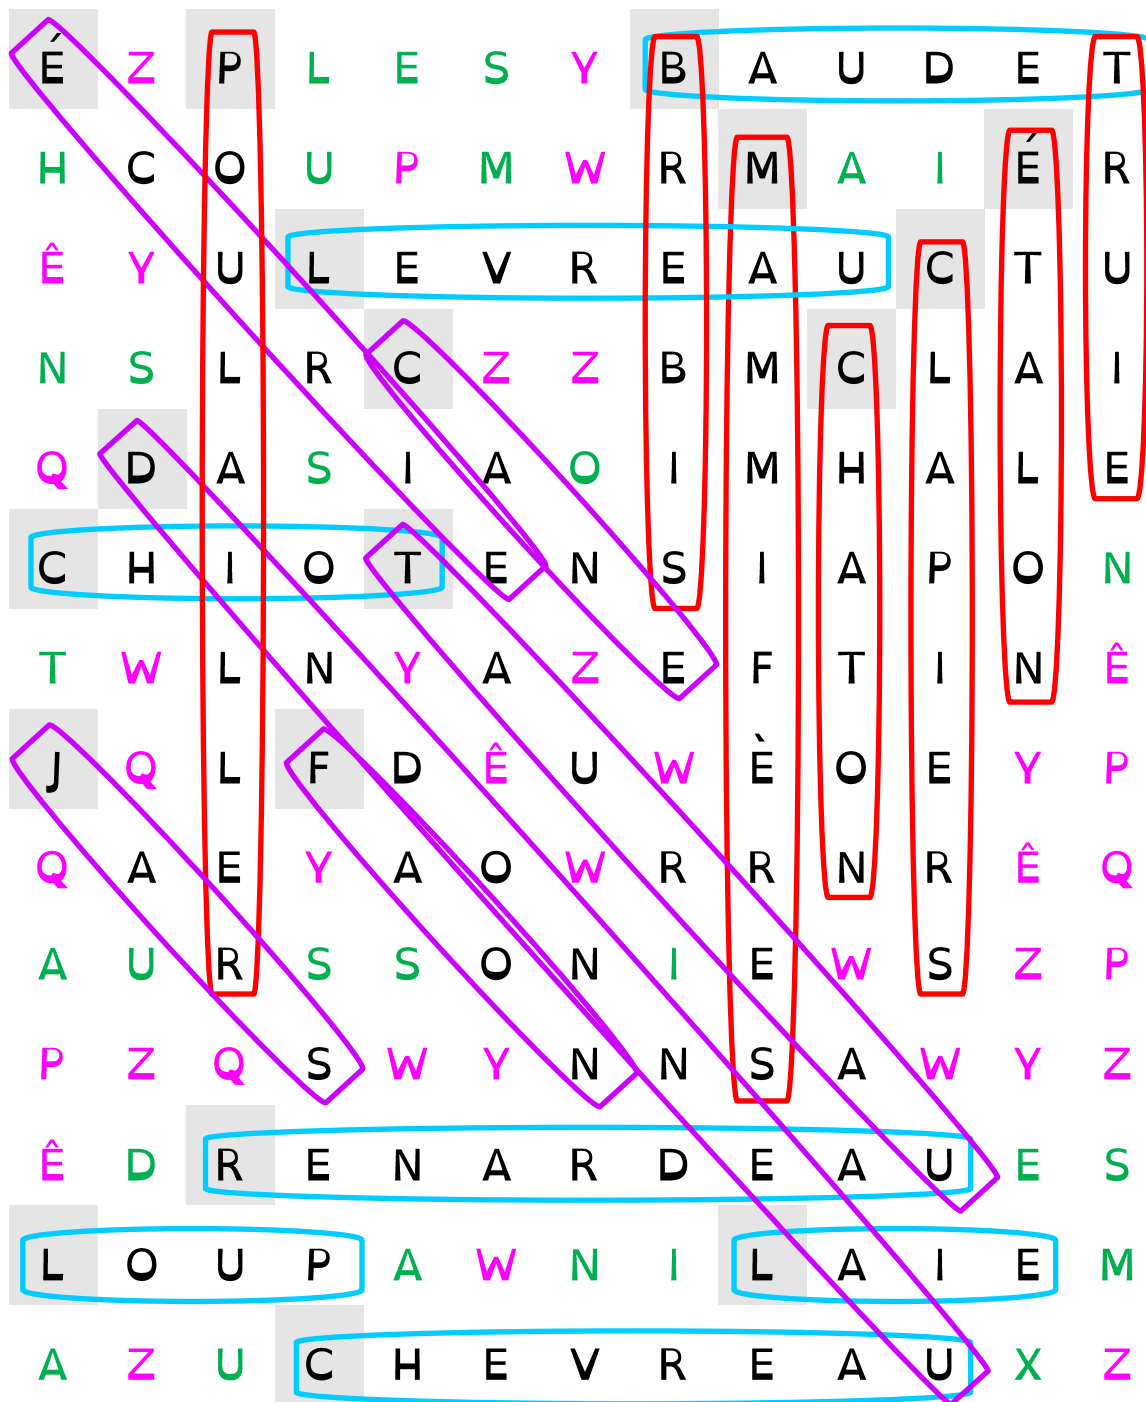 É Z P L E S Y B A U D E T
H C O U P M W R M A I É R
Ê Y U L E V R E A U C T U
N S L R C Z Z B M C L A I
Q D A S I A O I M H A L E
C H I O T E N S I A P O N
T W L N Y A Z E F T I N Ê
J Q L F D Ê U W È O E Y P
Q A E Y A O W R R N R Ê Q
A U R S S O N I E W S Z P
P Z Q S W Y N N S A W Y Z
Ê D R E N A R D E A U E S
L O U P A W N I L A I E M
A Z U C H E V R E A U X Z